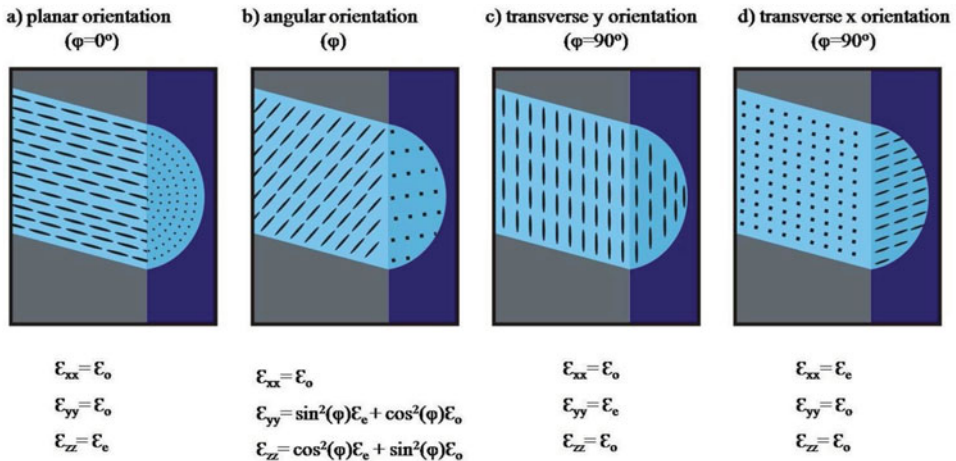 a) planar orientation
(φ=0º)
b) angular orientation
(φ)
c) transverse y orientation
(φ=90º)
d) transverse x orientation
(φ=90º)
Ɛxx= Ɛo
Ɛyy= Ɛo
Ɛzz= Ɛe
Ɛxx= Ɛo
Ɛyy= sin²(φ)Ɛe + cos²(φ)Ɛo
Ɛzz= cos²(φ)Ɛe + sin²(φ)Ɛo
Ɛxx= Ɛo
Ɛyy= Ɛe
Ɛzz= Ɛo
Ɛxx= Ɛe
Ɛyy= Ɛo
Ɛzz= Ɛo